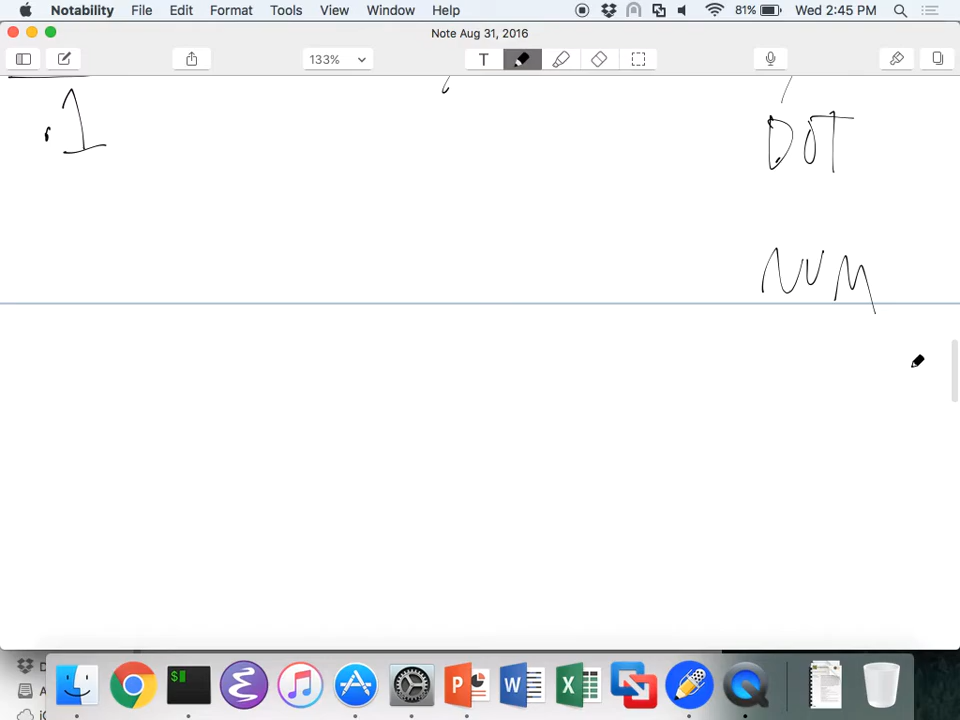 Notability File Edit Format Tools View Window Help 81% Wed 2:45 PM
Note Aug 31, 2016
133% T
.1
DOT
NUM
$
P W X